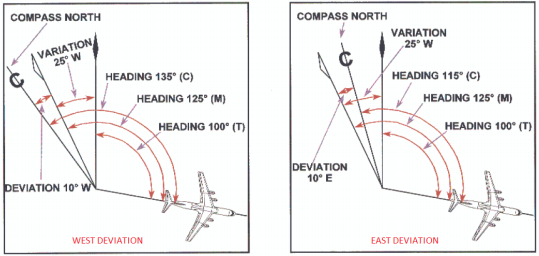 COMPASS NORTH
C
VARIATION
25° W
HEADING 135° (C)
HEADING 125° (M)
HEADING 100° (T)
DEVIATION 10° W
WEST DEVIATION
COMPASS NORTH
C
VARIATION
25° W
HEADING 115° (C)
HEADING 125° (M)
HEADING 100° (T)
DEVIATION
10° E
EAST DEVIATION